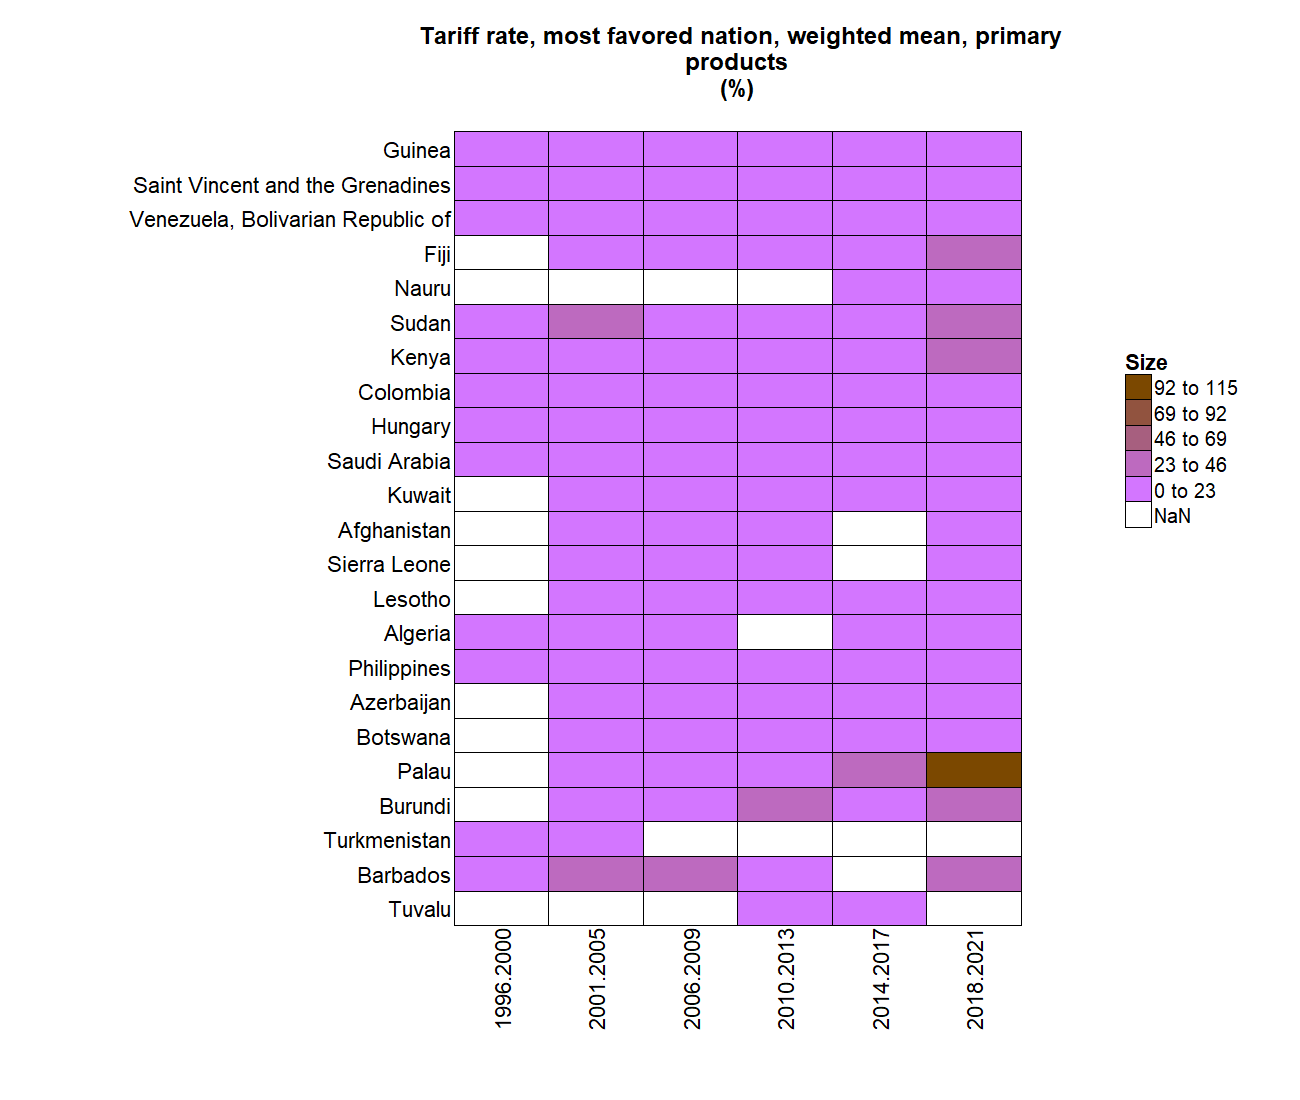 Tariff rate, most favored nation, weighted mean, primary
products
(%)
Guinea
Saint Vincent and the Grenadines
Venezuela, Bolivarian Republic of
Fiji
Nauru
Sudan
Kenya
Colombia
Hungary
Saudi Arabia
Kuwait
Afghanistan
Sierra Leone
Lesotho
Algeria
Philippines
Azerbaijan
Botswana
Palau
Burundi
Turkmenistan
Barbados
Tuvalu
1996.2000
2001.2005
2006.2009
2010.2013
2014.2017
2018.2021
Size
92 to 115
69 to 92
46 to 69
23 to 46
0 to 23
NaN